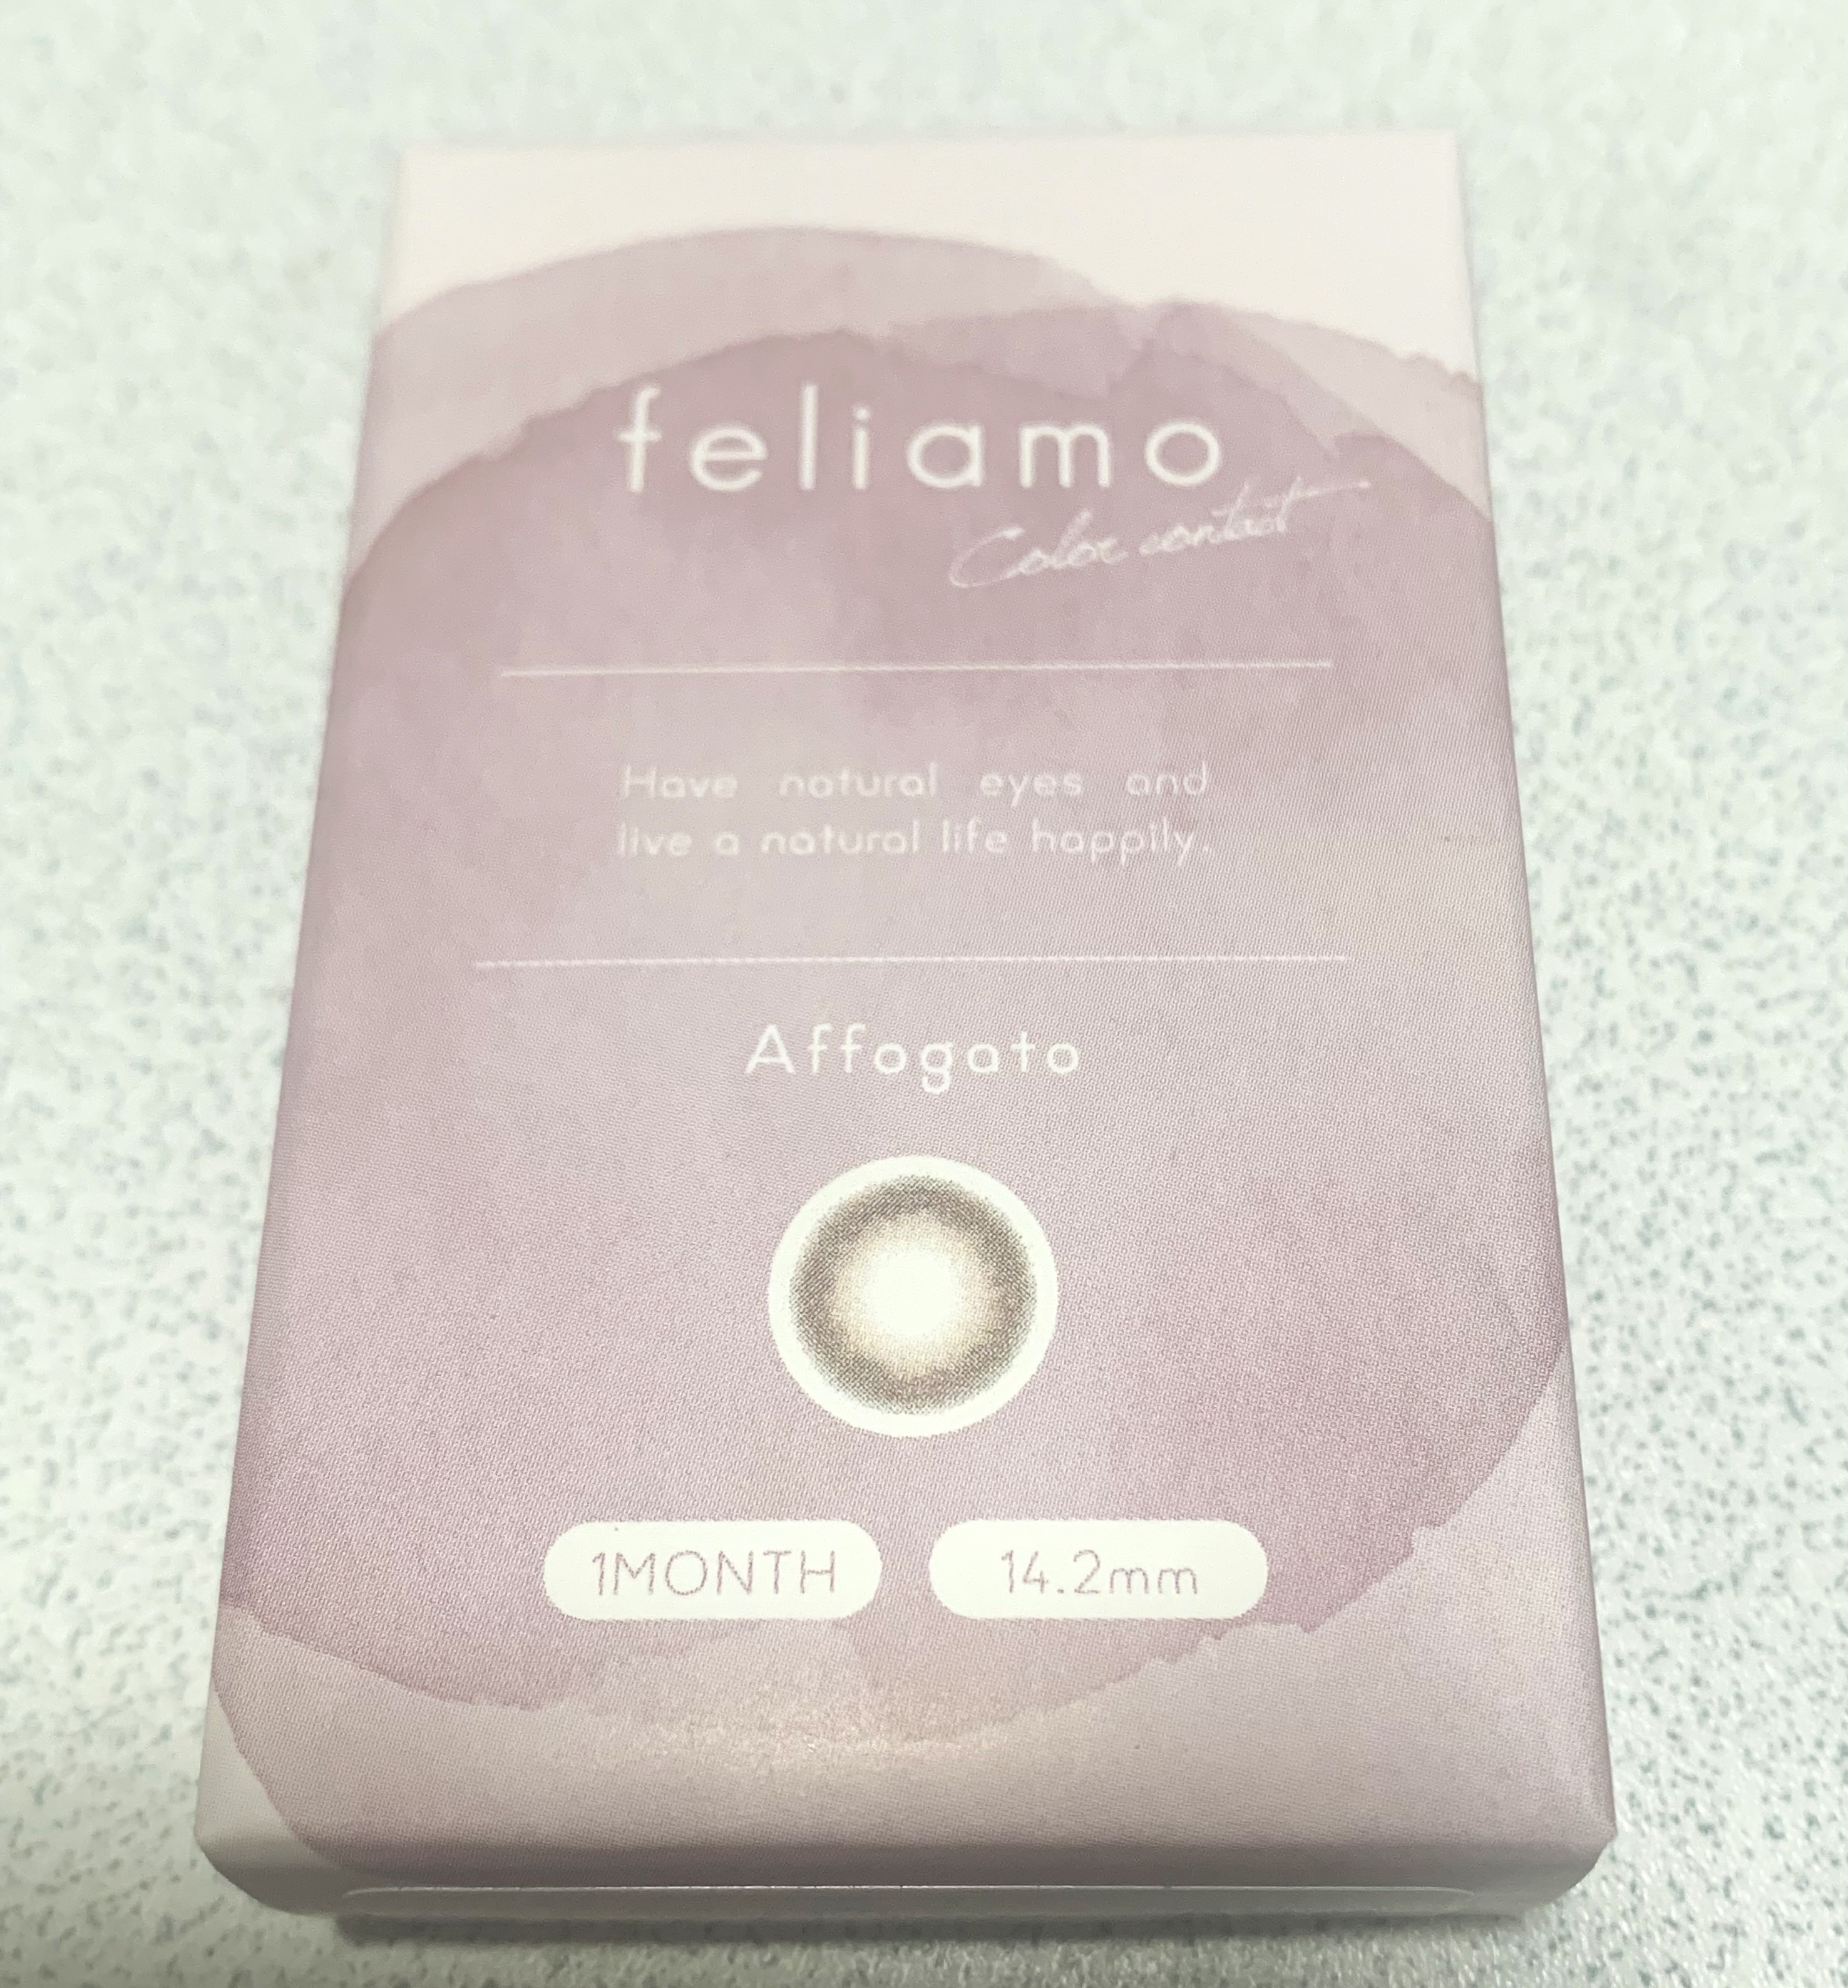 feliamo
Color contact
Have natural eyes and
live a natural life happily.
Affogato
1MONTH
14.2mm